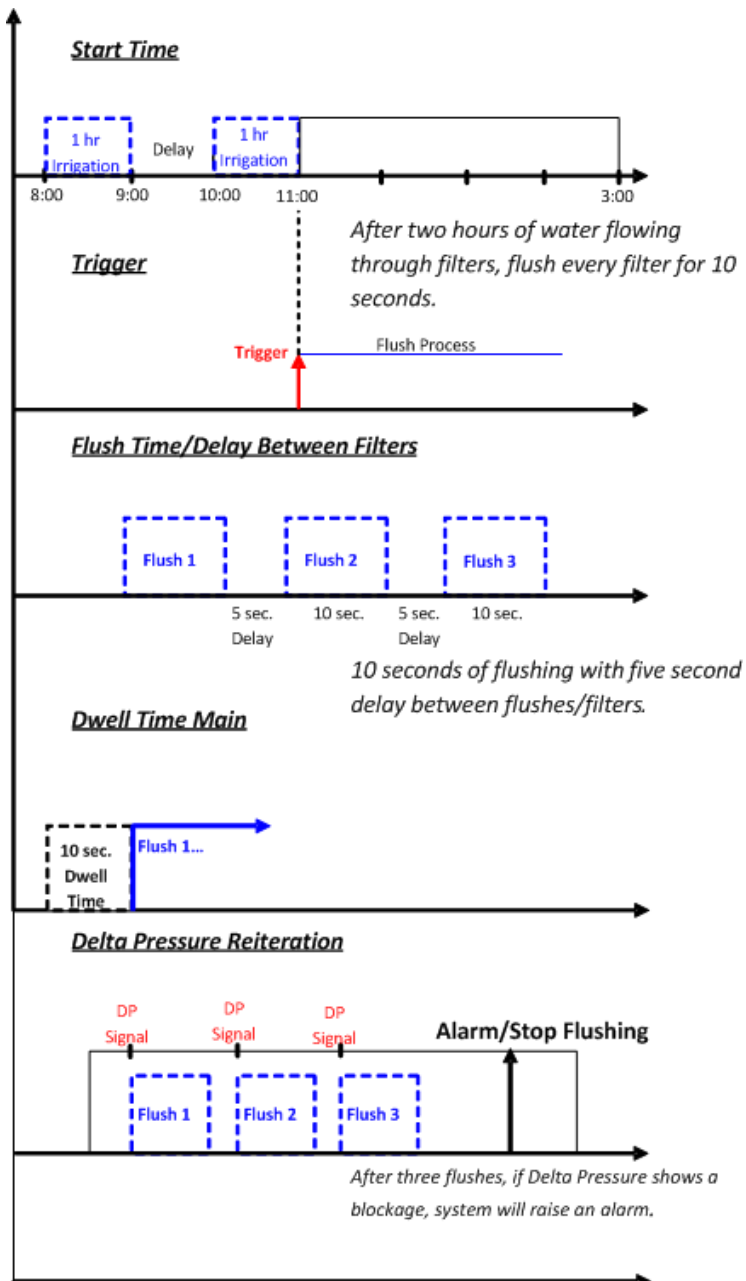 Start Time
1 hr
Irrigation
Delay
1 hr
Irrigation
8:00
9:00
10:00
11:00
3:00
After two hours of water flowing
through filters, flush every filter for 10
seconds.
Trigger
Trigger
Flush Process
Flush Time/Delay Between Filters
Flush 1
Flush 2
Flush 3
5 sec.
Delay
10 sec.
5 sec.
Delay
10 sec.
10 seconds of flushing with five second
delay between flushes/filters.
Dwell Time Main
10 sec.
Dwell
Time
Flush 1...
Delta Pressure Reiteration
DP
Signal
DP
Signal
DP
Signal
Alarm/Stop Flushing
Flush 1
Flush 2
Flush 3
After three flushes, if Delta Pressure shows a
blockage, system will raise an alarm.